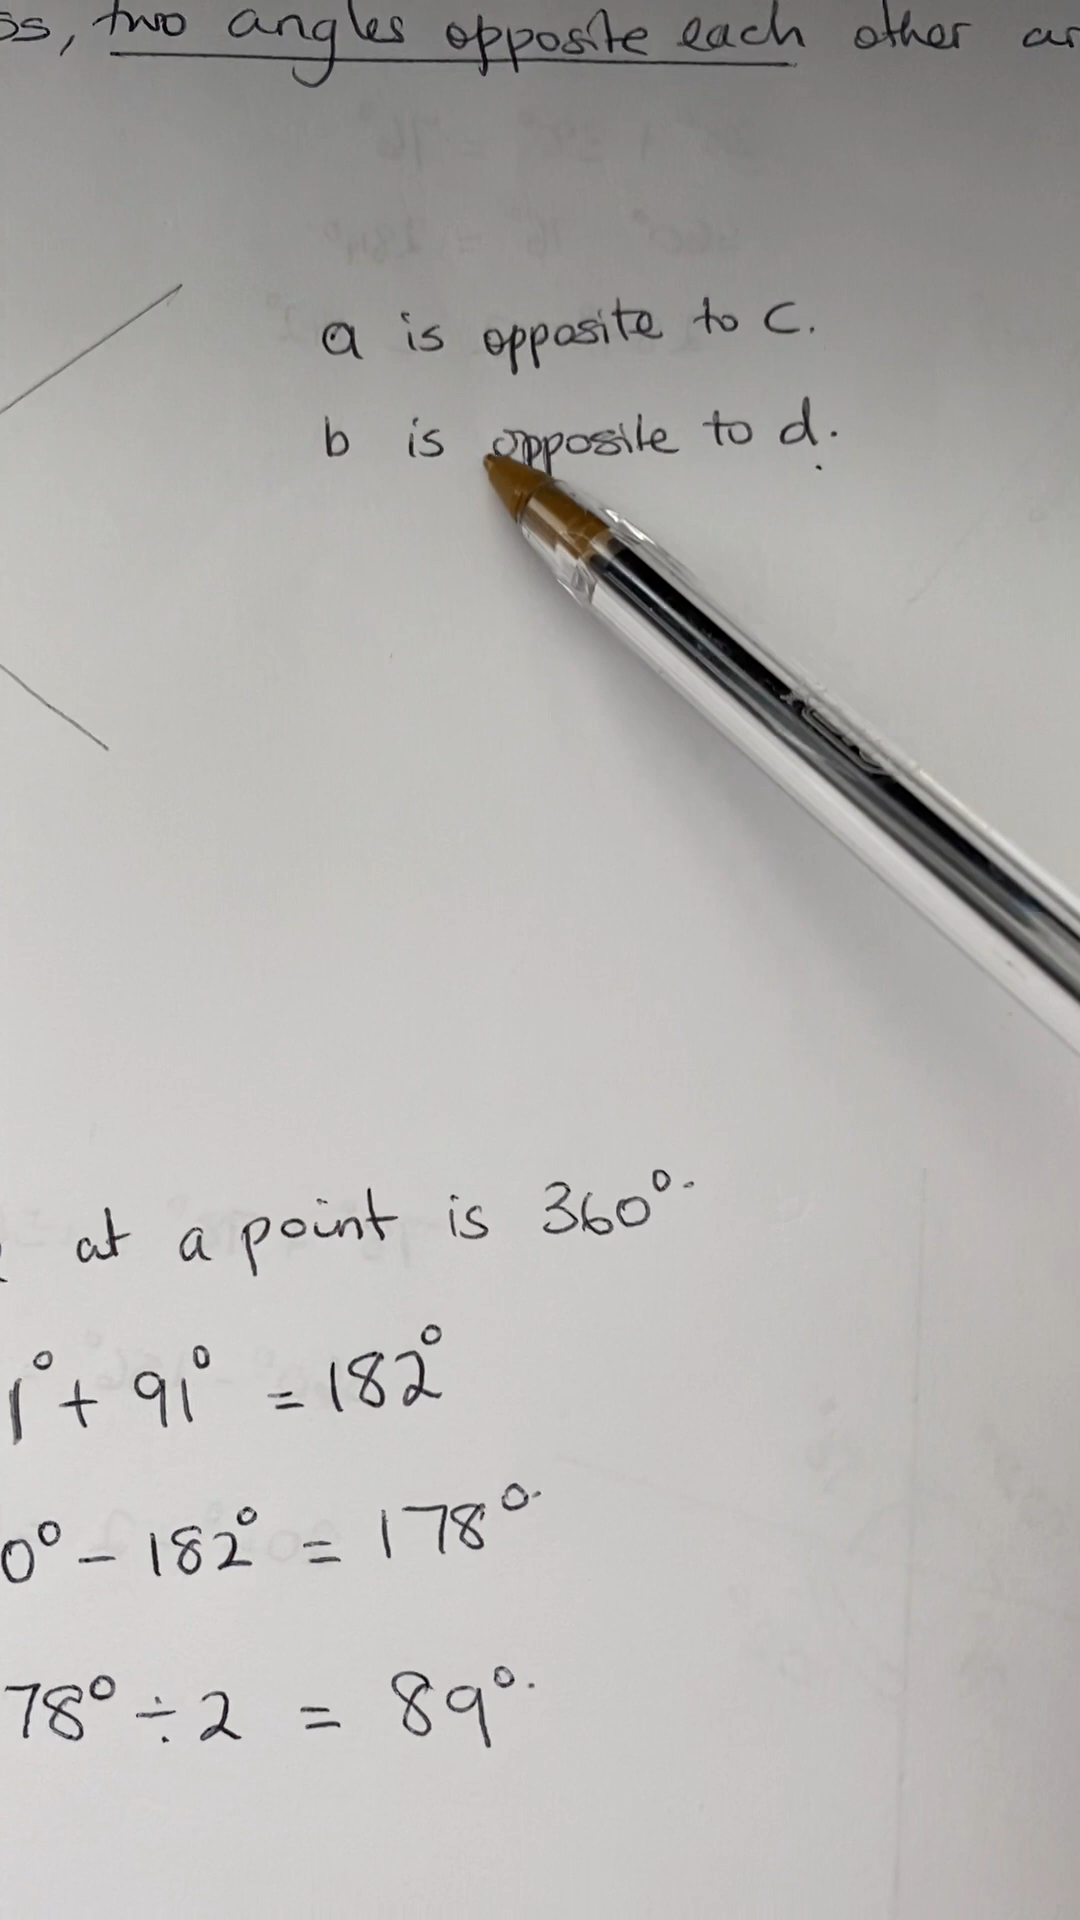 two angles opposite each other
a is opposite to c.
b is opposite to d.
at a point is 360°.
1° + 91° = 182°
0° - 182° = 178°.
78° ÷ 2 = 89°.